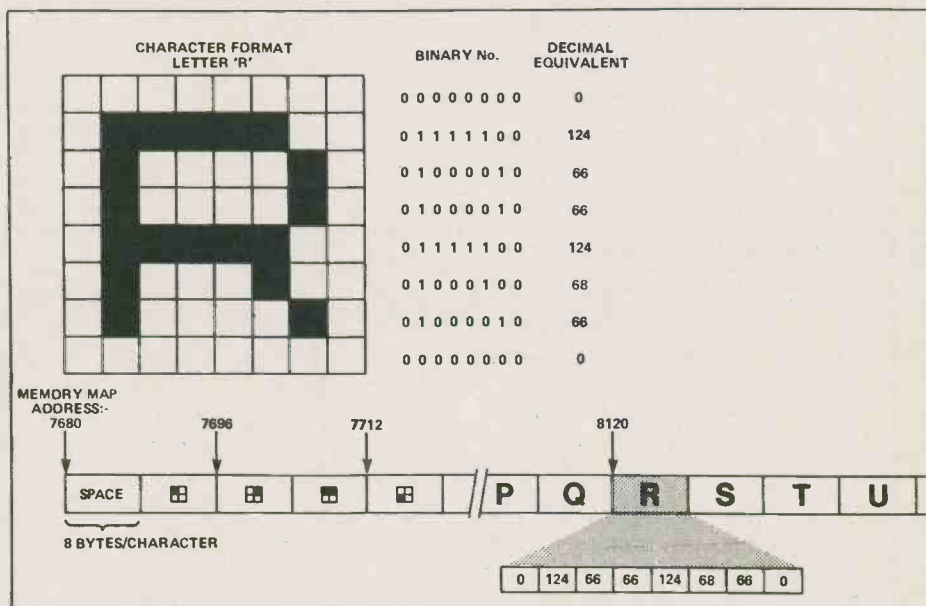 CHARACTER FORMAT
LETTER 'R'
BINARY No.
DECIMAL
EQUIVALENT
0 0 0 0 0 0 0 0 0
0 1 1 1 1 1 0 0 124
0 1 0 0 0 0 1 0 66
0 1 0 0 0 0 1 0 66
0 1 1 1 1 1 0 0 124
0 1 0 0 0 1 0 0 68
0 1 0 0 0 0 1 0 66
0 0 0 0 0 0 0 0 0
MEMORY MAP
ADDRESS:-
7680 7696 7712 8120
SPACE P Q R S T U
8 BYTES/CHARACTER
0 124 66 66 124 68 66 0